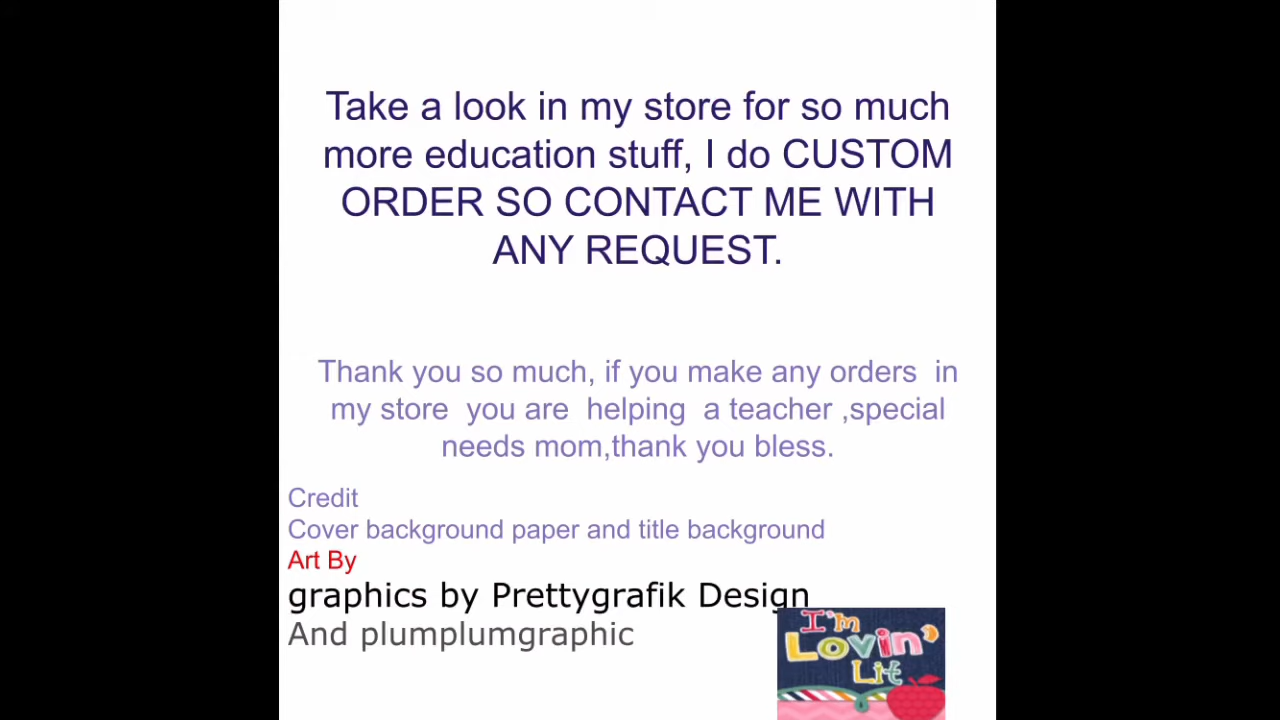 Take a look in my store for so much
more education stuff, I do CUSTOM
ORDER SO CONTACT ME WITH
ANY REQUEST.
Thank you so much, if you make any orders  in
my store  you are  helping  a teacher ,special
needs mom,thank you bless.
Credit
Cover background paper and title background
Art By
graphics by Prettygrafik Design
And plumplumgraphic
I'm
Lovin'
Lit